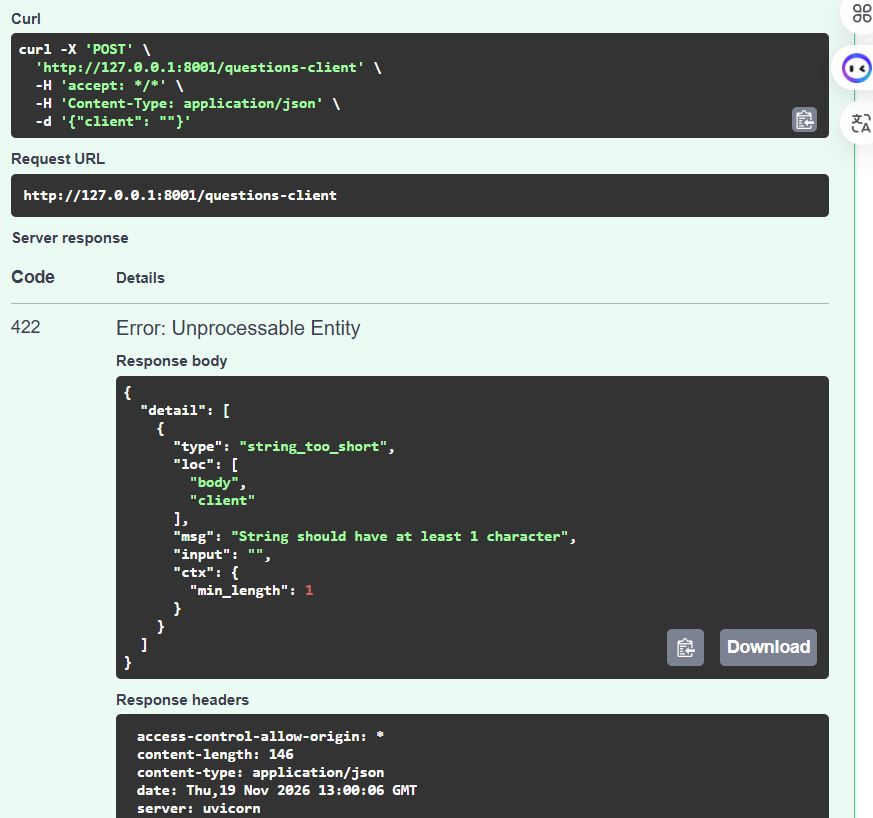 Curl
curl -X 'POST' \
  'http://127.0.0.1:8001/questions-client' \
  -H 'accept: */*' \
  -H 'Content-Type: application/json' \
  -d '{"client": ""}'
Request URL
http://127.0.0.1:8001/questions-client
Server response
Code Details
422 Error: Unprocessable Entity
Response body
{
  "detail": [
    {
      "type": "string_too_short",
      "loc": [
        "body",
        "client"
      ],
      "msg": "String should have at least 1 character",
      "input": "",
      "ctx": {
        "min_length": 1
      }
    }
  ]
}
Download
Response headers
access-control-allow-origin: *
content-length: 146
content-type: application/json
date: Thu,19 Nov 2026 13:00:06 GMT
server: uvicorn